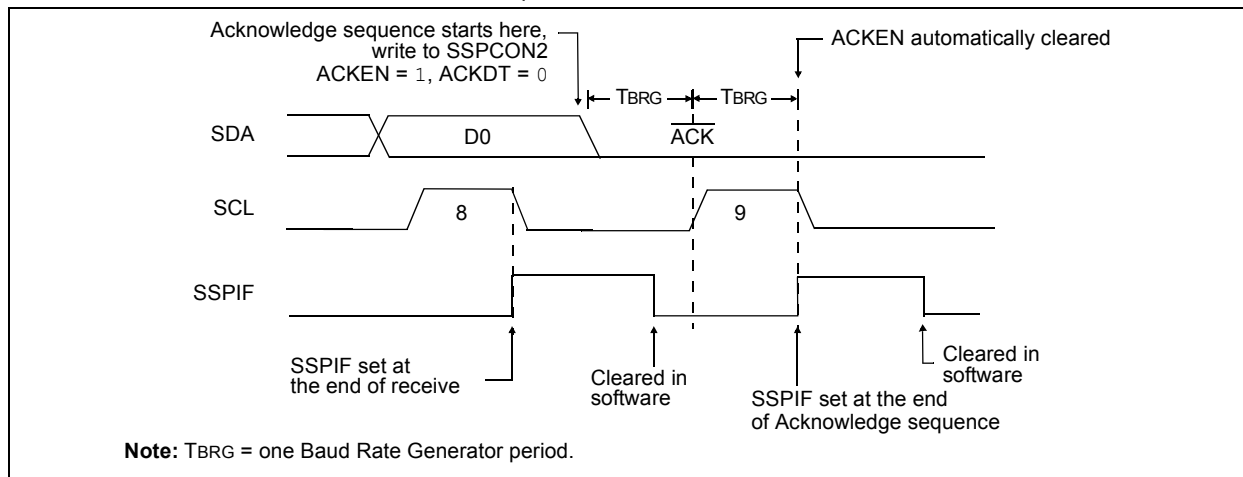 Acknowledge sequence starts here,
write to SSPCON2
ACKEN = 1, ACKDT = 0
ACKEN automatically cleared
TBRG
TBRG
SDA
D0
ACK
SCL
8
9
SSPIF
SSPIF set at
the end of receive
Cleared in
software
SSPIF set at the end
of Acknowledge sequence
Cleared in
software
Note: TBRG = one Baud Rate Generator period.